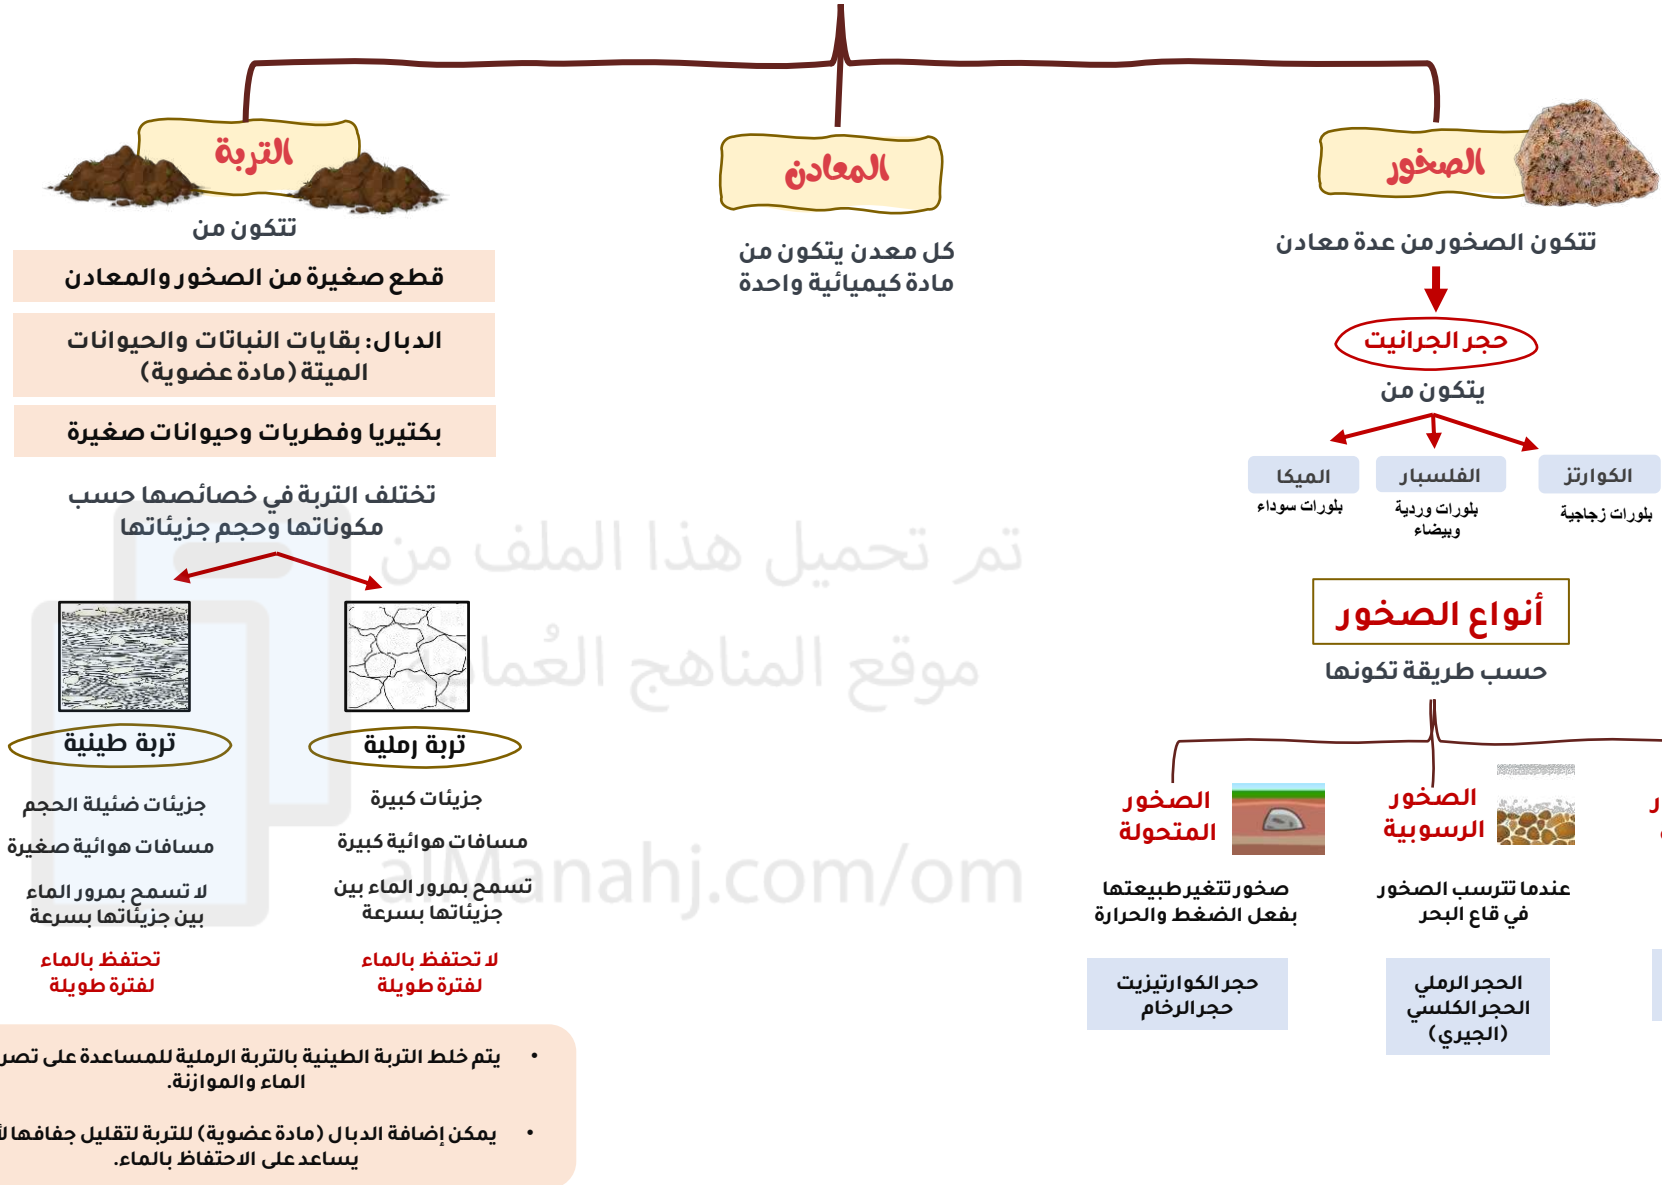 الصخور
تتكون الصخور من عدة معادن
حجر الجرانيت
يتكون من
الكوارتز
بلورات زجاجية
الفلسبار
بلورات وردية
وبيضاء
الميكا
بلورات سوداء
أنواع الصخور
حسب طريقة تكونها
الصخور
الرسوبية
عندما تترسب الصخور
في قاع البحر
الحجر الرملي
الحجر الكلسي
(الجيري)
الصخور
المتحولة
صخور تتغير طبيعتها
بفعل الضغط والحرارة
حجر الكوارتيزيت
حجر الرخام
المعادن
كل معدن يتكون من
مادة كيميائية واحدة
التربة
تتكون من
قطع صغيرة من الصخور والمعادن
الدبال: بقايات النباتات والحيوانات
الميتة (مادة عضوية)
بكتيريا وفطريات وحيوانات صغيرة
تختلف التربة في خصائصها حسب
مكوناتها وحجم جزيئاتها
تربة رملية
جزيئات كبيرة
مسافات هوائية كبيرة
تسمح بمرور الماء بين
جزيئاتها بسرعة
لا تحتفظ بالماء
لفترة طويلة
تربة طينية
جزيئات ضئيلة الحجم
مسافات هوائية صغيرة
لا تسمح بمرور الماء
بين جزيئاتها بسرعة
تحتفظ بالماء
لفترة طويلة
• يتم خلط التربة الطينية بالتربة الرملية للمساعدة على
الماء والموازنة.
• يمكن إضافة الدبال (مادة عضوية) للتربة لتقليل جفافها
يساعد على الاحتفاظ بالماء.
تم تحميل هذا الملف من
موقع المناهج العُمانية
alManahj.com/om